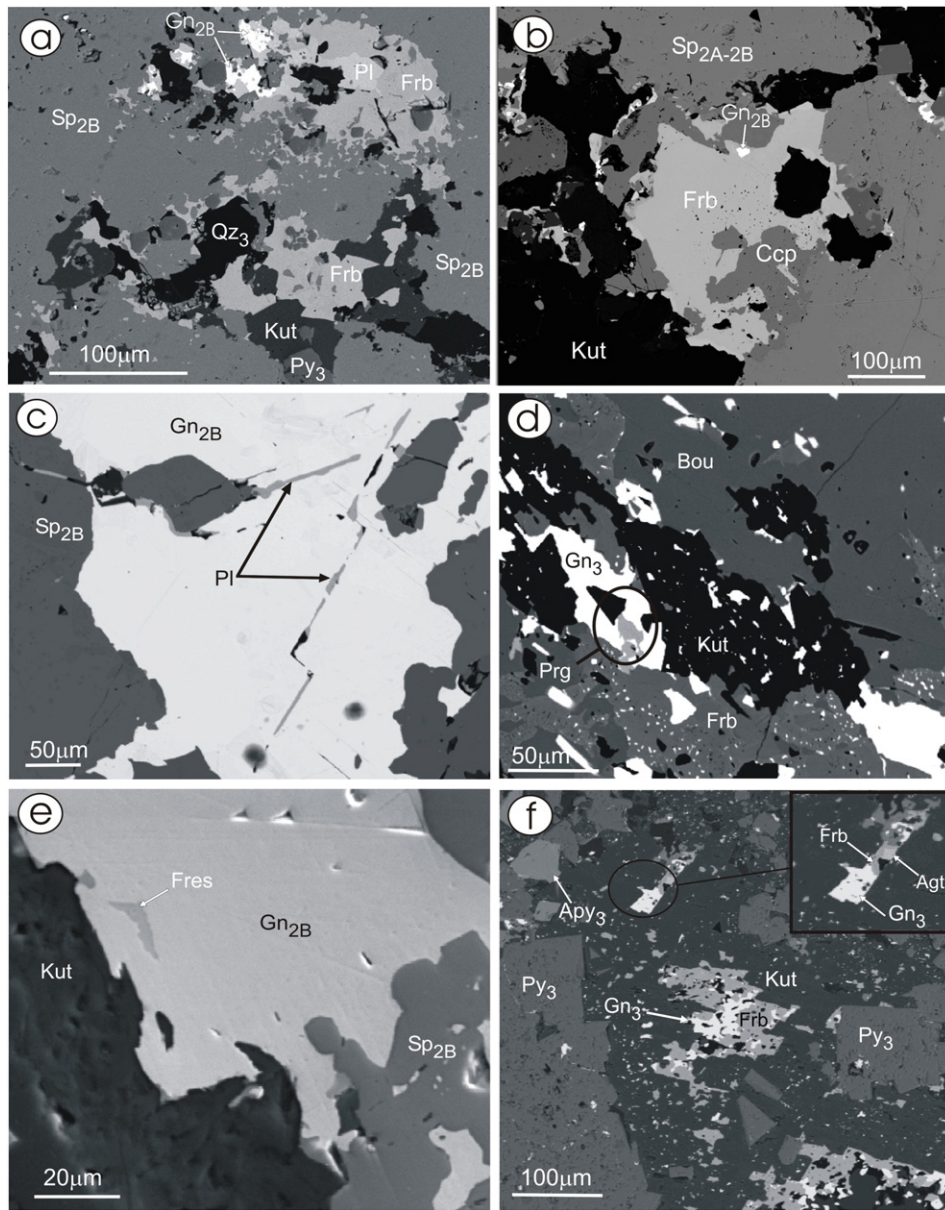 a
Gn2B
Pl
Frb
Sp2B
Qz3
Frb
Sp2B
Kut
Py3
100µm
b
Sp2A-2B
Gn2B
Frb
Ccp
Kut
100µm
c
Gn2B
Sp2B
Pl
50µm
d
Bou
Gn3
Kut
Prg
Frb
50µm
e
Fres
Gn2B
Kut
Sp2B
20µm
f
Frb
Agt
Gn3
Apy3
Py3
Kut
Gn3
Frb
Py3
100µm